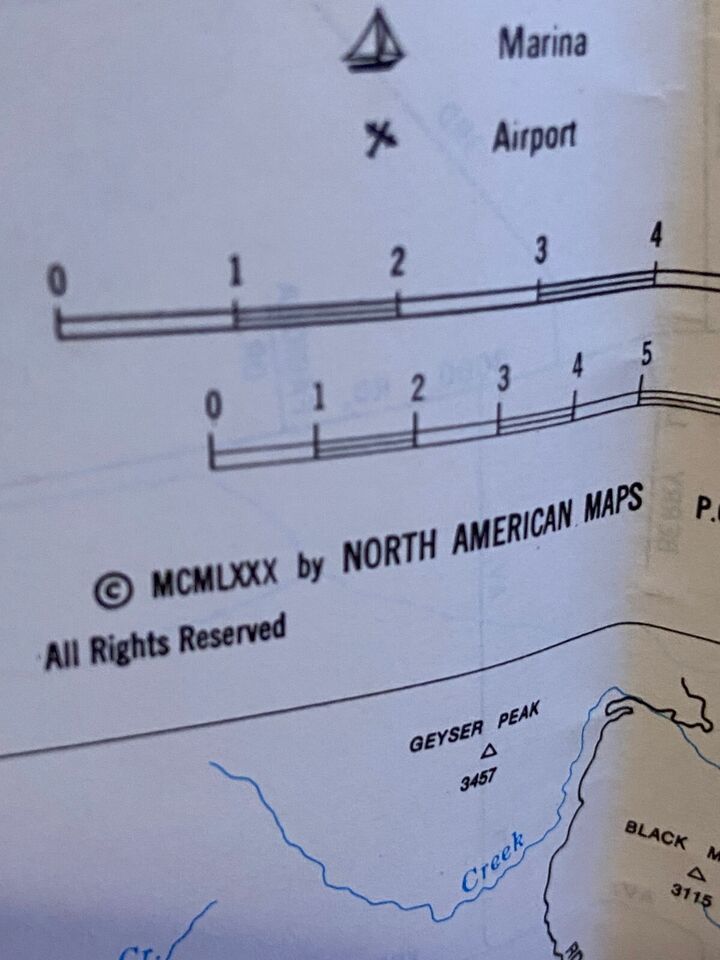 Marina
Airport
0 1 2 3 4
0 1 2 3 4 5
© MCMLXXX by NORTH AMERICAN MAPS P.
All Rights Reserved
GEYSER PEAK
3457
BLACK M
3115
Creek
Cr.